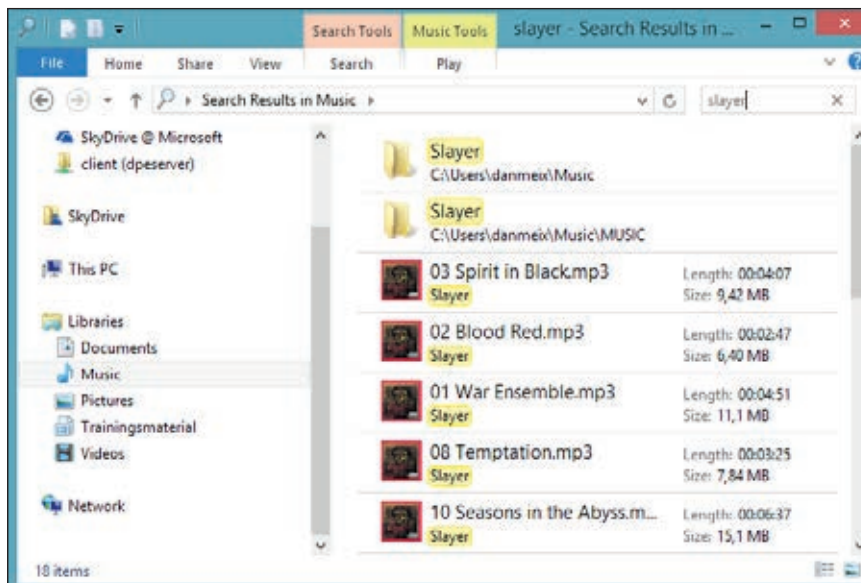 Search Tools
Music Tools
slayer - Search Results in ...
File
Home
Share
View
Search
Play
Search Results in Music
slayer
SkyDrive @ Microsoft
client (dpeserver)
SkyDrive
This PC
Libraries
Documents
Music
Pictures
Trainingsmaterial
Videos
Network
Slayer
C:\Users\danmeix\Music
Slayer
C:\Users\danmeix\Music\MUSIC
03 Spirit in Black.mp3 Length: 00:04:07
Slayer Size: 9,42 MB
02 Blood Red.mp3 Length: 00:02:47
Slayer Size: 6,40 MB
01 War Ensemble.mp3 Length: 00:04:51
Slayer Size: 11,1 MB
08 Temptation.mp3 Length: 00:03:25
Slayer Size: 7,84 MB
10 Seasons in the Abyss.m... Length: 00:06:37
Slayer Size: 15,1 MB
18 items